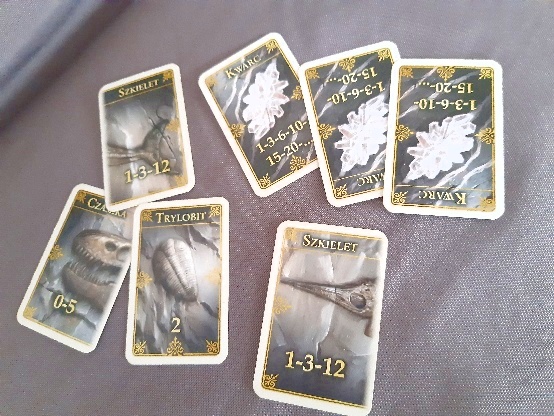 Szkielet
1-3-12
Kwarc
1-3-6-10-
15-20-...
Kwarc
1-3-6-10-
15-20-...
Kwarc
1-3-6-10-
15-20-...
0-5
Trylobit
2
Szkielet
1-3-12